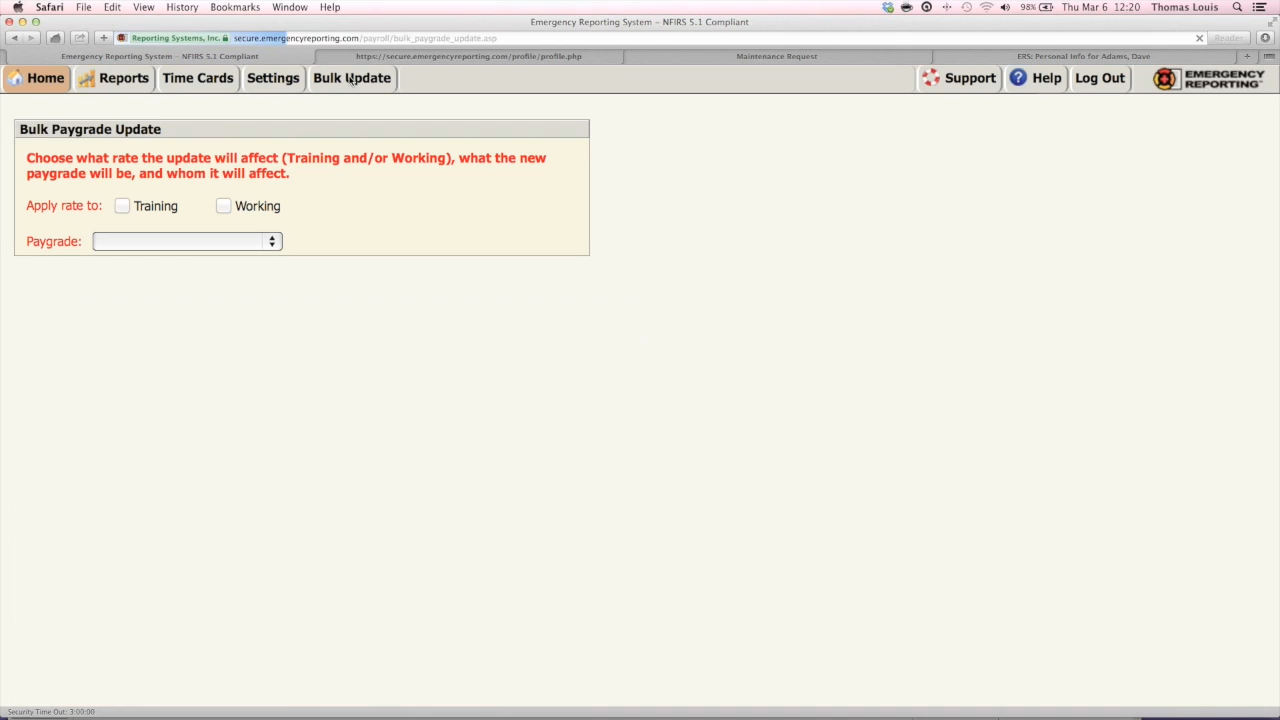 Safari File Edit View History Bookmarks Window Help 98% Thu Mar 6 12:20 Thomas Louis
Emergency Reporting System – NFIRS 5.1 Compliant
Reporting Systems, Inc. secure.emergencyreporting.com/payroll/bulk_paygrade_update.asp Reader
Emergency Reporting System – NFIRS 5.1 Compliant https://secure.emergencyreporting.com/profile/profile.php Maintenance Request ERS: Personal Info for Adams, Dave
Home Reports Time Cards Settings Bulk Update Support Help Log Out EMERGENCY
REPORTING™
Bulk Paygrade Update
Choose what rate the update will affect (Training and/or Working), what the new
paygrade will be, and whom it will affect.
Apply rate to: Training Working
Paygrade:
Security Time Out: 3:00:00